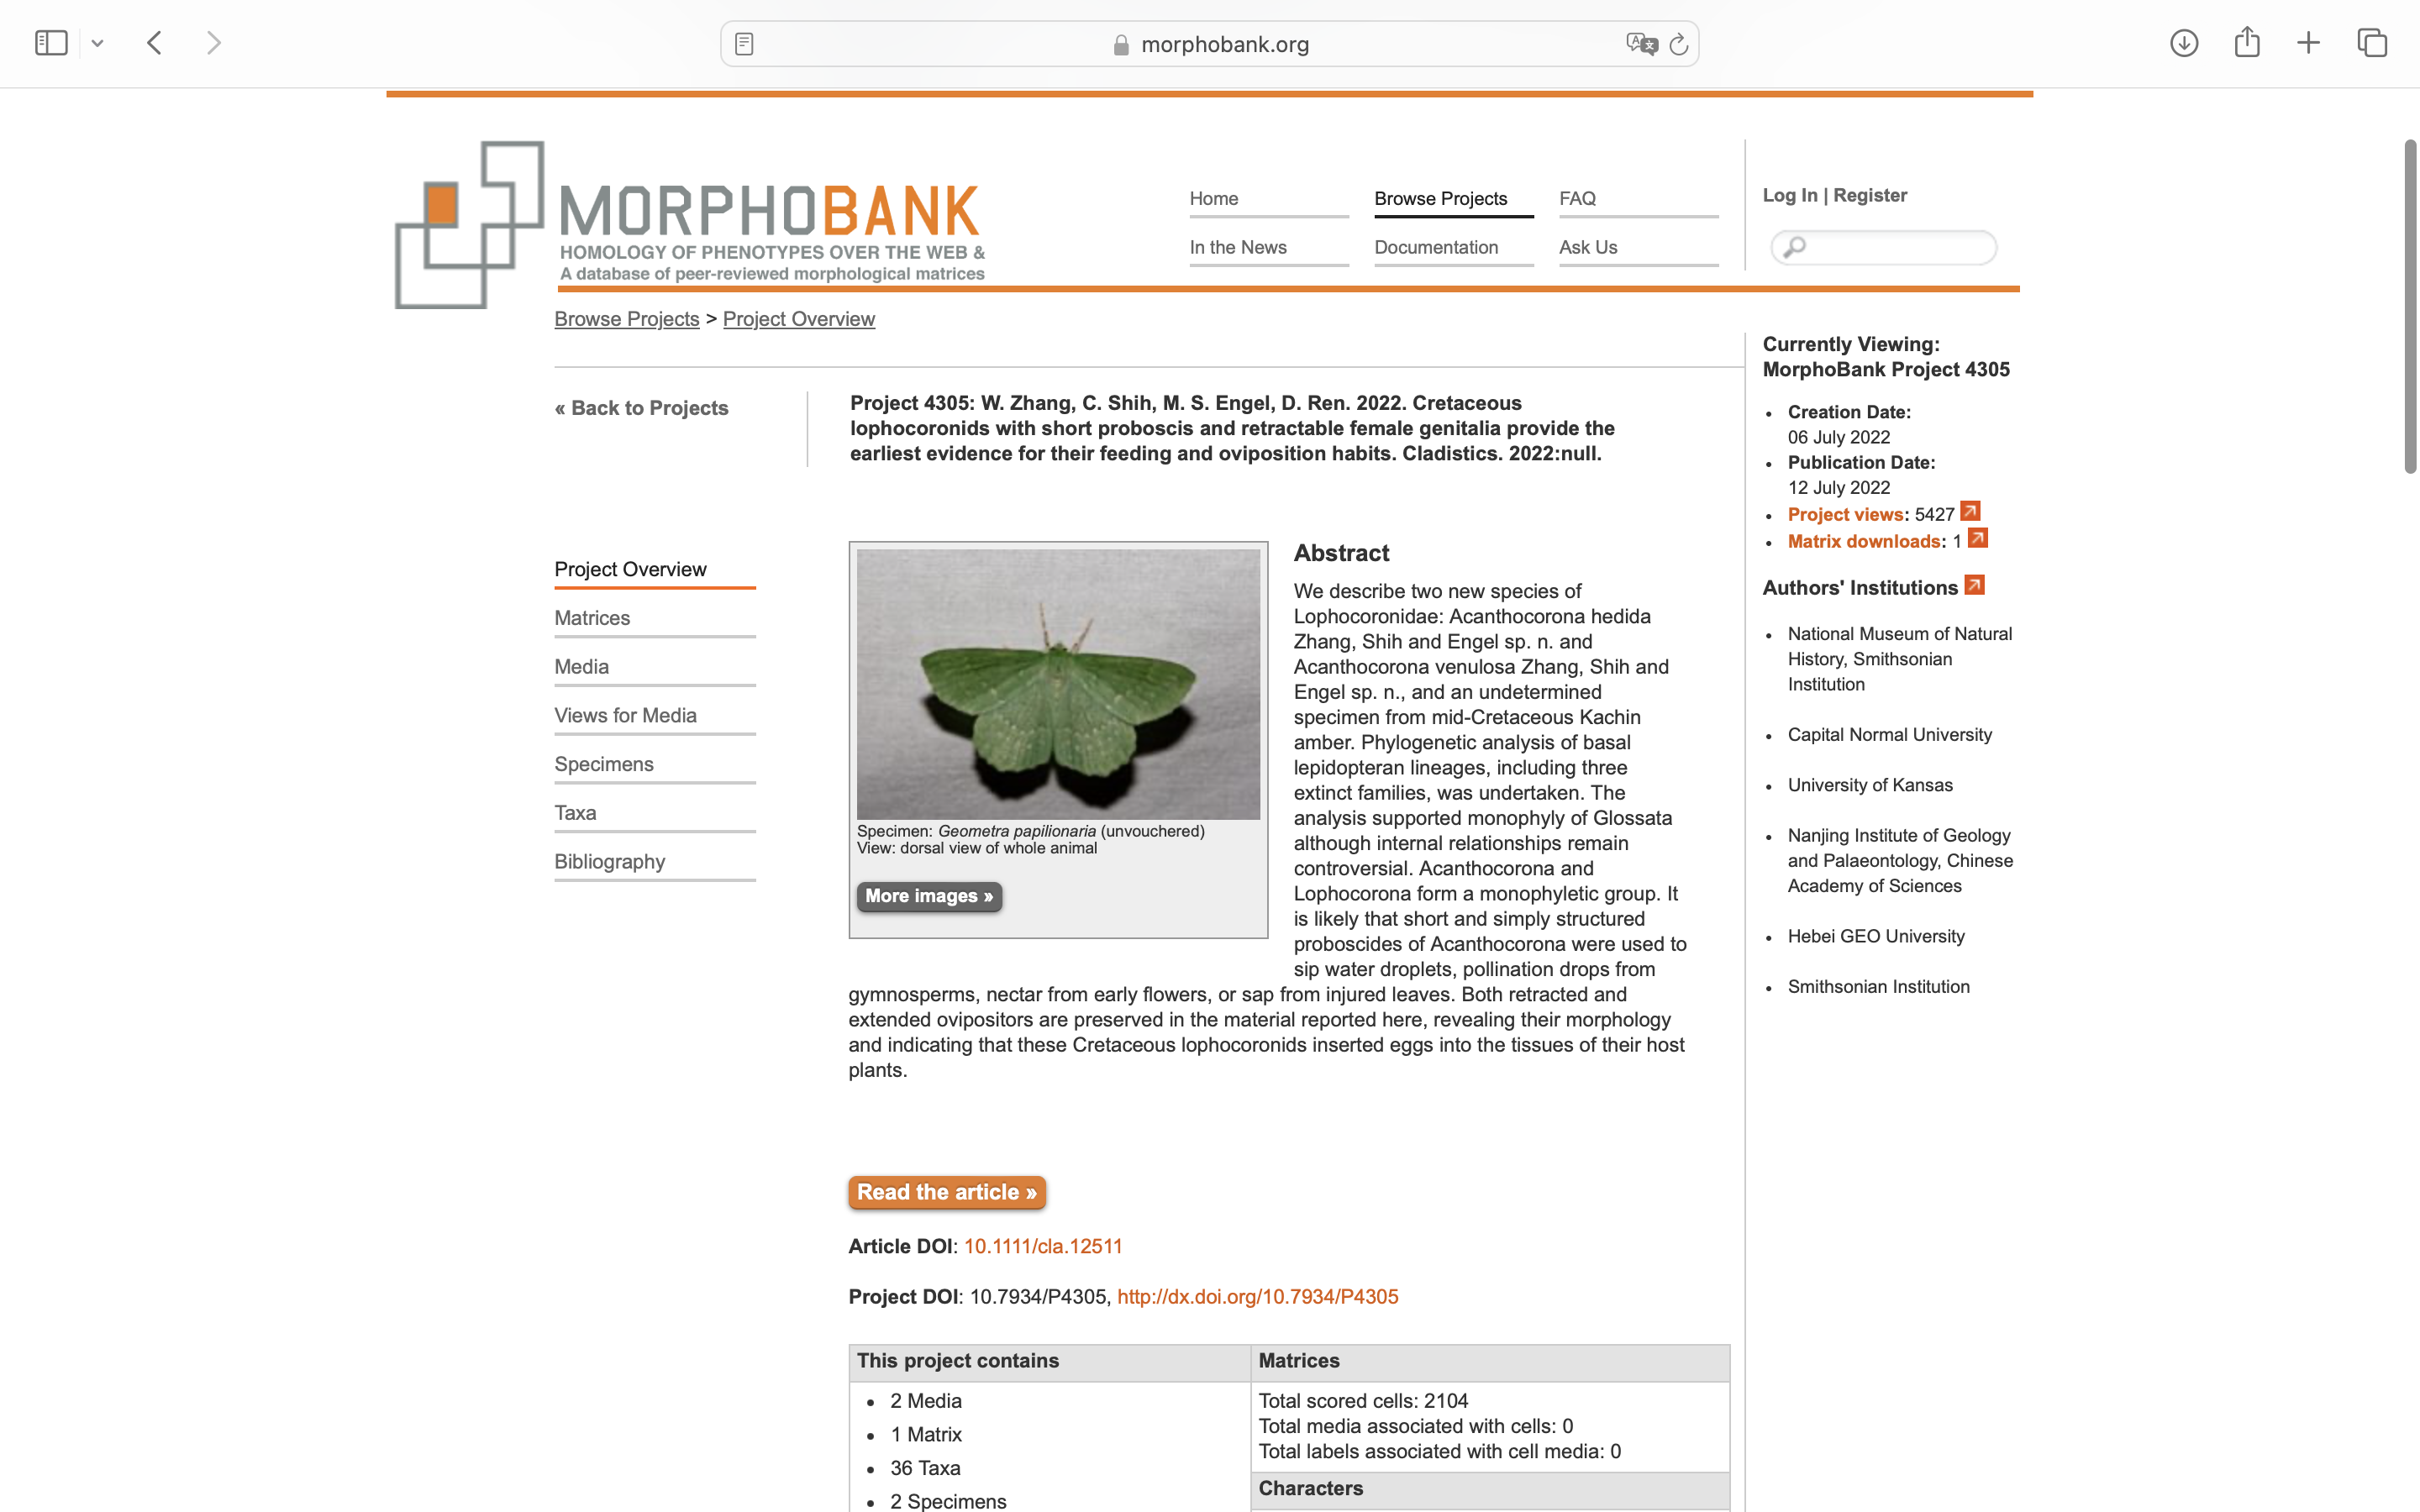 morphobank.org
MORPHOBANK
HOMOLOGY OF PHENOTYPES OVER THE WEB &
A database of peer-reviewed morphological matrices
Home
Browse Projects
FAQ
In the News
Documentation
Ask Us
Log In | Register
Browse Projects > Project Overview
« Back to Projects
Project 4305: W. Zhang, C. Shih, M. S. Engel, D. Ren. 2022. Cretaceous
lophocoronids with short proboscis and retractable female genitalia provide the
earliest evidence for their feeding and oviposition habits. Cladistics. 2022:null.
Project Overview
Matrices
Media
Views for Media
Specimens
Taxa
Bibliography
Specimen: Geometra papilionaria (unvouchered)
View: dorsal view of whole animal
More images »
Abstract
We describe two new species of
Lophocoronidae: Acanthocorona hedida
Zhang, Shih and Engel sp. n. and
Acanthocorona venulosa Zhang, Shih and
Engel sp. n., and an undetermined
specimen from mid-Cretaceous Kachin
amber. Phylogenetic analysis of basal
lepidopteran lineages, including three
extinct families, was undertaken. The
analysis supported monophyly of Glossata
although internal relationships remain
controversial. Acanthocorona and
Lophocorona form a monophyletic group. It
is likely that short and simply structured
proboscides of Acanthocorona were used to
sip water droplets, pollination drops from
gymnosperms, nectar from early flowers, or sap from injured leaves. Both retracted and
extended ovipositors are preserved in the material reported here, revealing their morphology
and indicating that these Cretaceous lophocoronids inserted eggs into the tissues of their host
plants.
Read the article »
Article DOI: 10.1111/cla.12511
Project DOI: 10.7934/P4305, http://dx.doi.org/10.7934/P4305
This project contains
• 2 Media
• 1 Matrix
• 36 Taxa
• 2 Specimens
Matrices
Total scored cells: 2104
Total media associated with cells: 0
Total labels associated with cell media: 0
Characters
Currently Viewing:
MorphoBank Project 4305
• Creation Date:
06 July 2022
• Publication Date:
12 July 2022
• Project views: 5427
• Matrix downloads: 1
Authors' Institutions
• National Museum of Natural
History, Smithsonian
Institution
• Capital Normal University
• University of Kansas
• Nanjing Institute of Geology
and Palaeontology, Chinese
Academy of Sciences
• Hebei GEO University
• Smithsonian Institution